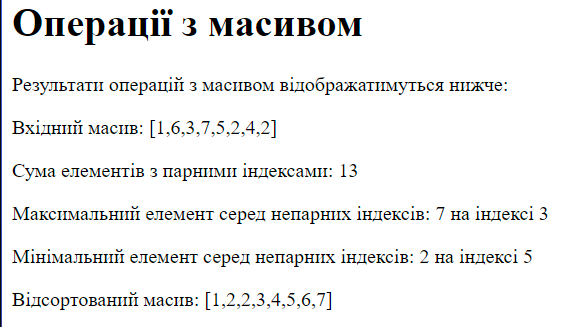 Операції з масивом
Результати операцій з масивом відображатимуться нижче:
Вхідний масив: [1,6,3,7,5,2,4,2]
Сума елементів з парними індексами: 13
Максимальний елемент серед непарних індексів: 7 на індексі 3
Мінімальний елемент серед непарних індексів: 2 на індексі 5
Відсортований масив: [1,2,2,3,4,5,6,7]